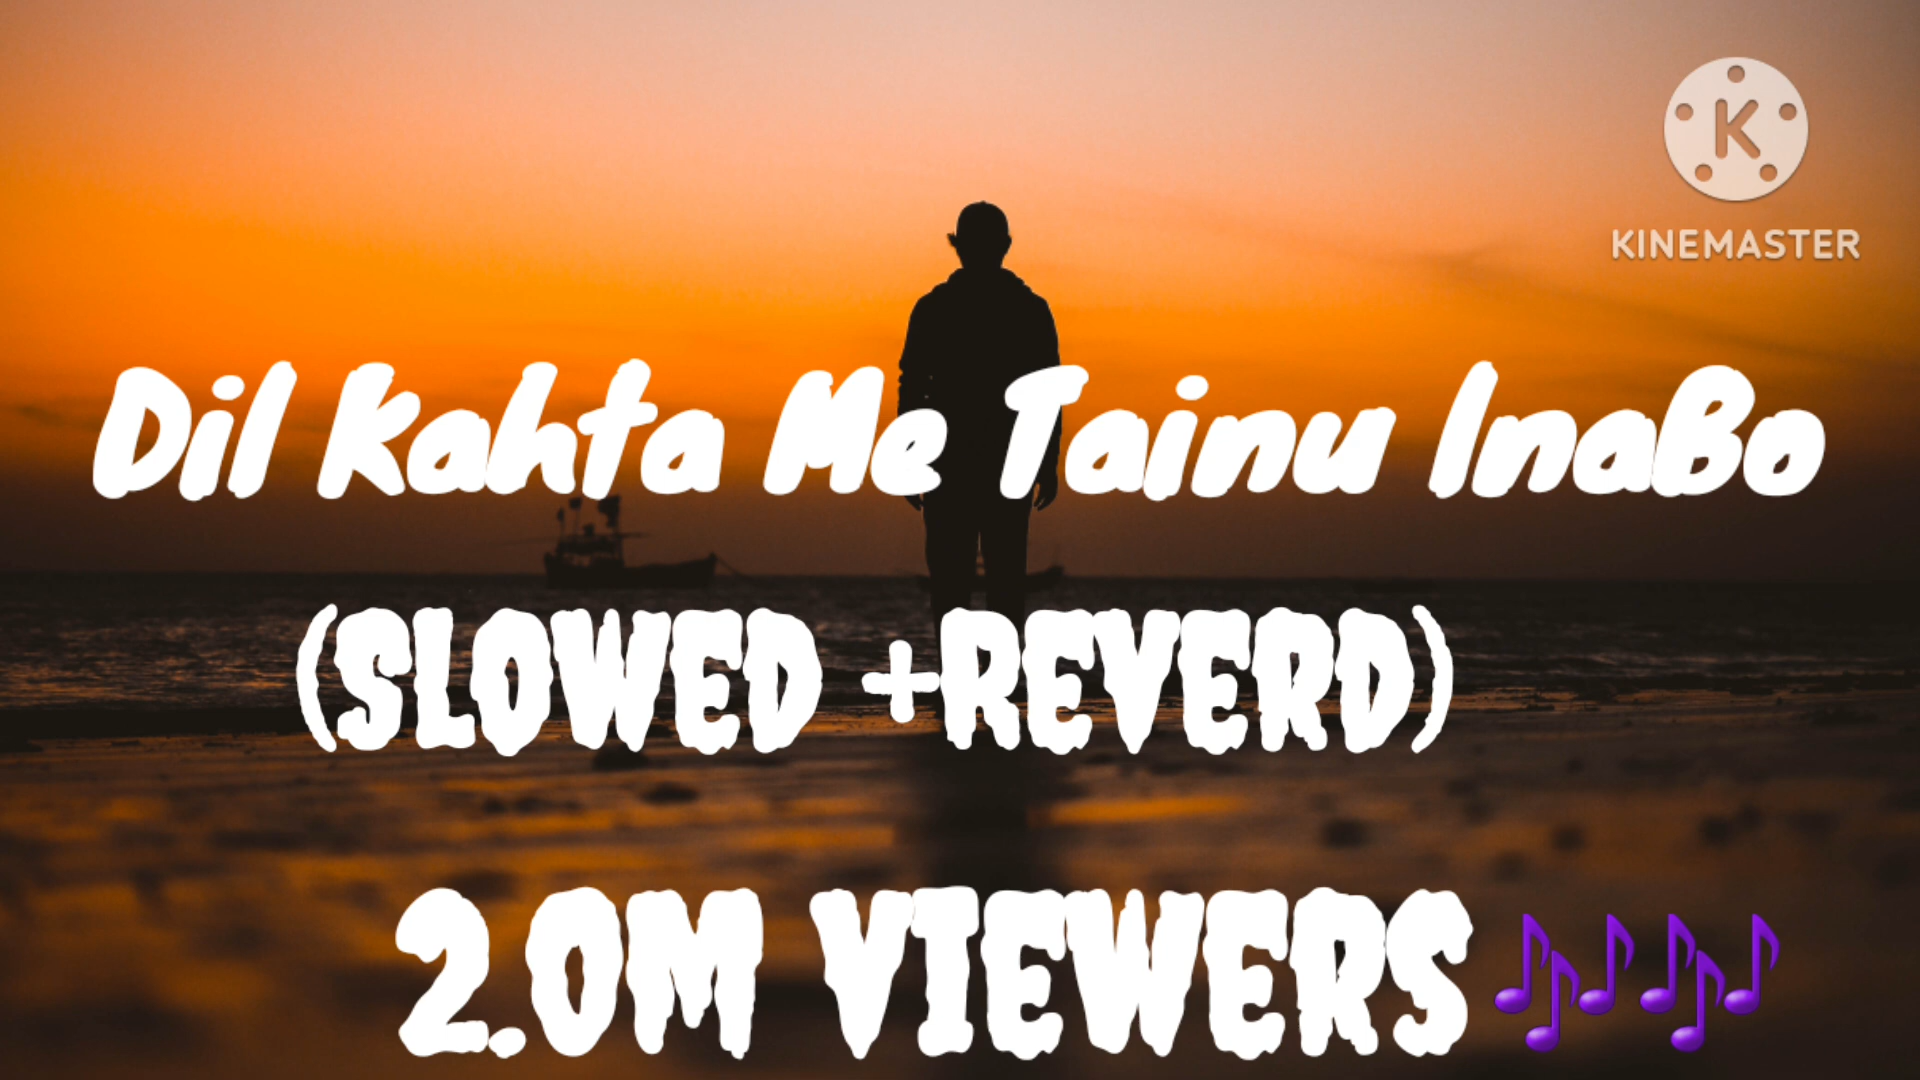 K
KINEMASTER
Dil Kahta Me Tainu InaBo
(SLOWED +REVERD)
2.0M VIEWERS